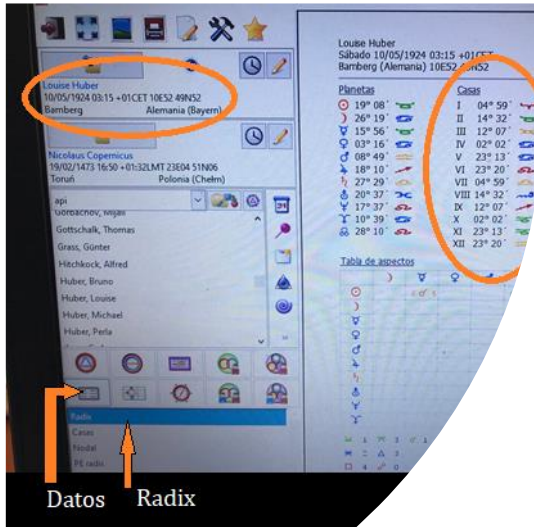 Louise Huber
10/05/1924 03:15 +01CET 10E52 49N52
Bamberg Alemania (Bayern)
Nicolaus Copernicus
19/02/1473 16:50 +01:32LMT 23E04 51N06
Toruń Polonia (Chełm)
api
Gorbachov, Mijail
Gottschalk, Thomas
Grass, Günter
Hitchkock, Alfred
Huber, Bruno
Huber, Louise
Huber, Michael
Huber, Perla
Radix
Casas
Nodal
PE radix
Datos Radix
Louise Huber
Sábado 10/05/1924 03:15 +01CET
Bamberg (Alemania) 10E52 49N52
Planetas Casas
19° 08' I 04° 59'
26° 19' II 14° 32'
15° 56' III 12° 07'
03° 16' IV 02° 02'
08° 49' V 23° 13'
18° 10' VI 23° 20'
27° 29' VII 04° 59'
20° 37' VIII 14° 32'
17° 37' IX 12° 07'
10° 39' X 02° 02'
28° 10' XI 23° 13'
XII 23° 20'
Tabla de aspectos